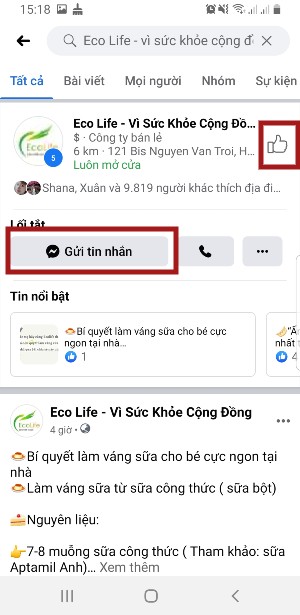 15:18
Eco Life - vì sức khỏe cộng đ
Tất cả Bài viết Mọi người Nhóm Sự kiện
Eco Life - Vì Sức Khỏe Cộng Đồ...
$ · Công ty bán lẻ
6 km · 121 Bis Nguyen Van Troi, H...
Luôn mở cửa
EcoLife
5
Shana, Xuân và 9.819 người khác thích địa đi...
Lối tắt
Gửi tin nhắn
Tin nổi bật
Bí quyết làm váng sữa cho bé cực
ngon tại nhà...
1
"Ă
nhất t
Eco Life - Vì Sức Khỏe Cộng Đồng
4 giờ ·
EcoLife
Bí quyết làm váng sữa cho bé cực ngon tại
nhà
Làm váng sữa từ sữa công thức ( sữa bột)
Nguyên liệu:
7-8 muỗng sữa công thức ( Tham khảo: sữa
Aptamil Anh)... Xem thêm